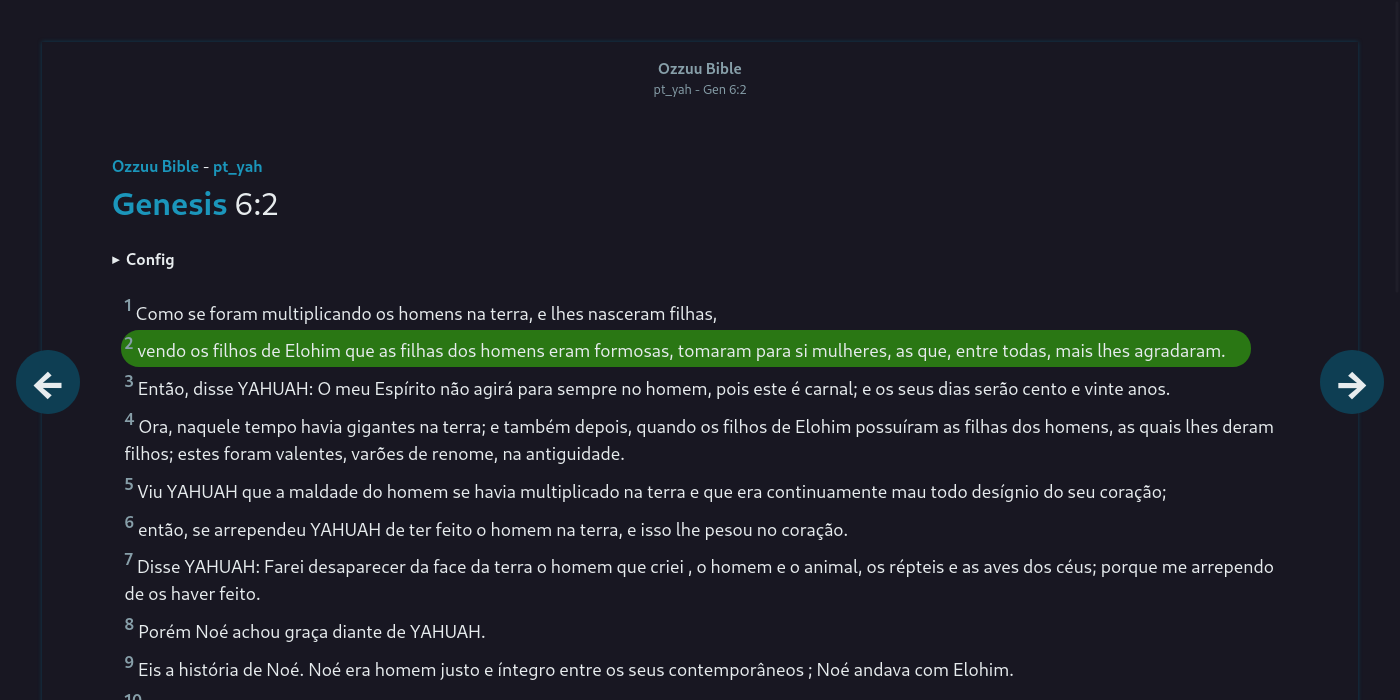 Ozzuu Bible
pt_yah - Gen 6:2
Ozzuu Bible - pt_yah
Genesis 6:2
▸ Config
1 Como se foram multiplicando os homens na terra, e lhes nasceram filhas,
2 vendo os filhos de Elohim que as filhas dos homens eram formosas, tomaram para si mulheres, as que, entre todas, mais lhes agradaram.
3 Então, disse YAHUAH: O meu Espírito não agirá para sempre no homem, pois este é carnal; e os seus dias serão cento e vinte anos.
4 Ora, naquele tempo havia gigantes na terra; e também depois, quando os filhos de Elohim possuíram as filhas dos homens, as quais lhes deram
filhos; estes foram valentes, varões de renome, na antiguidade.
5 Viu YAHUAH que a maldade do homem se havia multiplicado na terra e que era continuamente mau todo desígnio do seu coração;
6 então, se arrependeu YAHUAH de ter feito o homem na terra, e isso lhe pesou no coração.
7 Disse YAHUAH: Farei desaparecer da face da terra o homem que criei , o homem e o animal, os répteis e as aves dos céus; porque me arrependo
de os haver feito.
8 Porém Noé achou graça diante de YAHUAH.
9 Eis a história de Noé. Noé era homem justo e íntegro entre os seus contemporâneos ; Noé andava com Elohim.
10